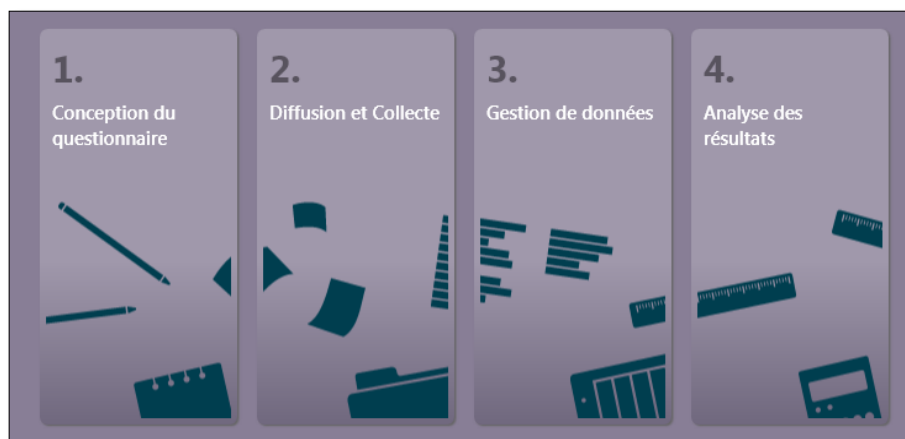 1.
Conception du
questionnaire
2.
Diffusion et Collecte
3.
Gestion de données
4.
Analyse des
résultats